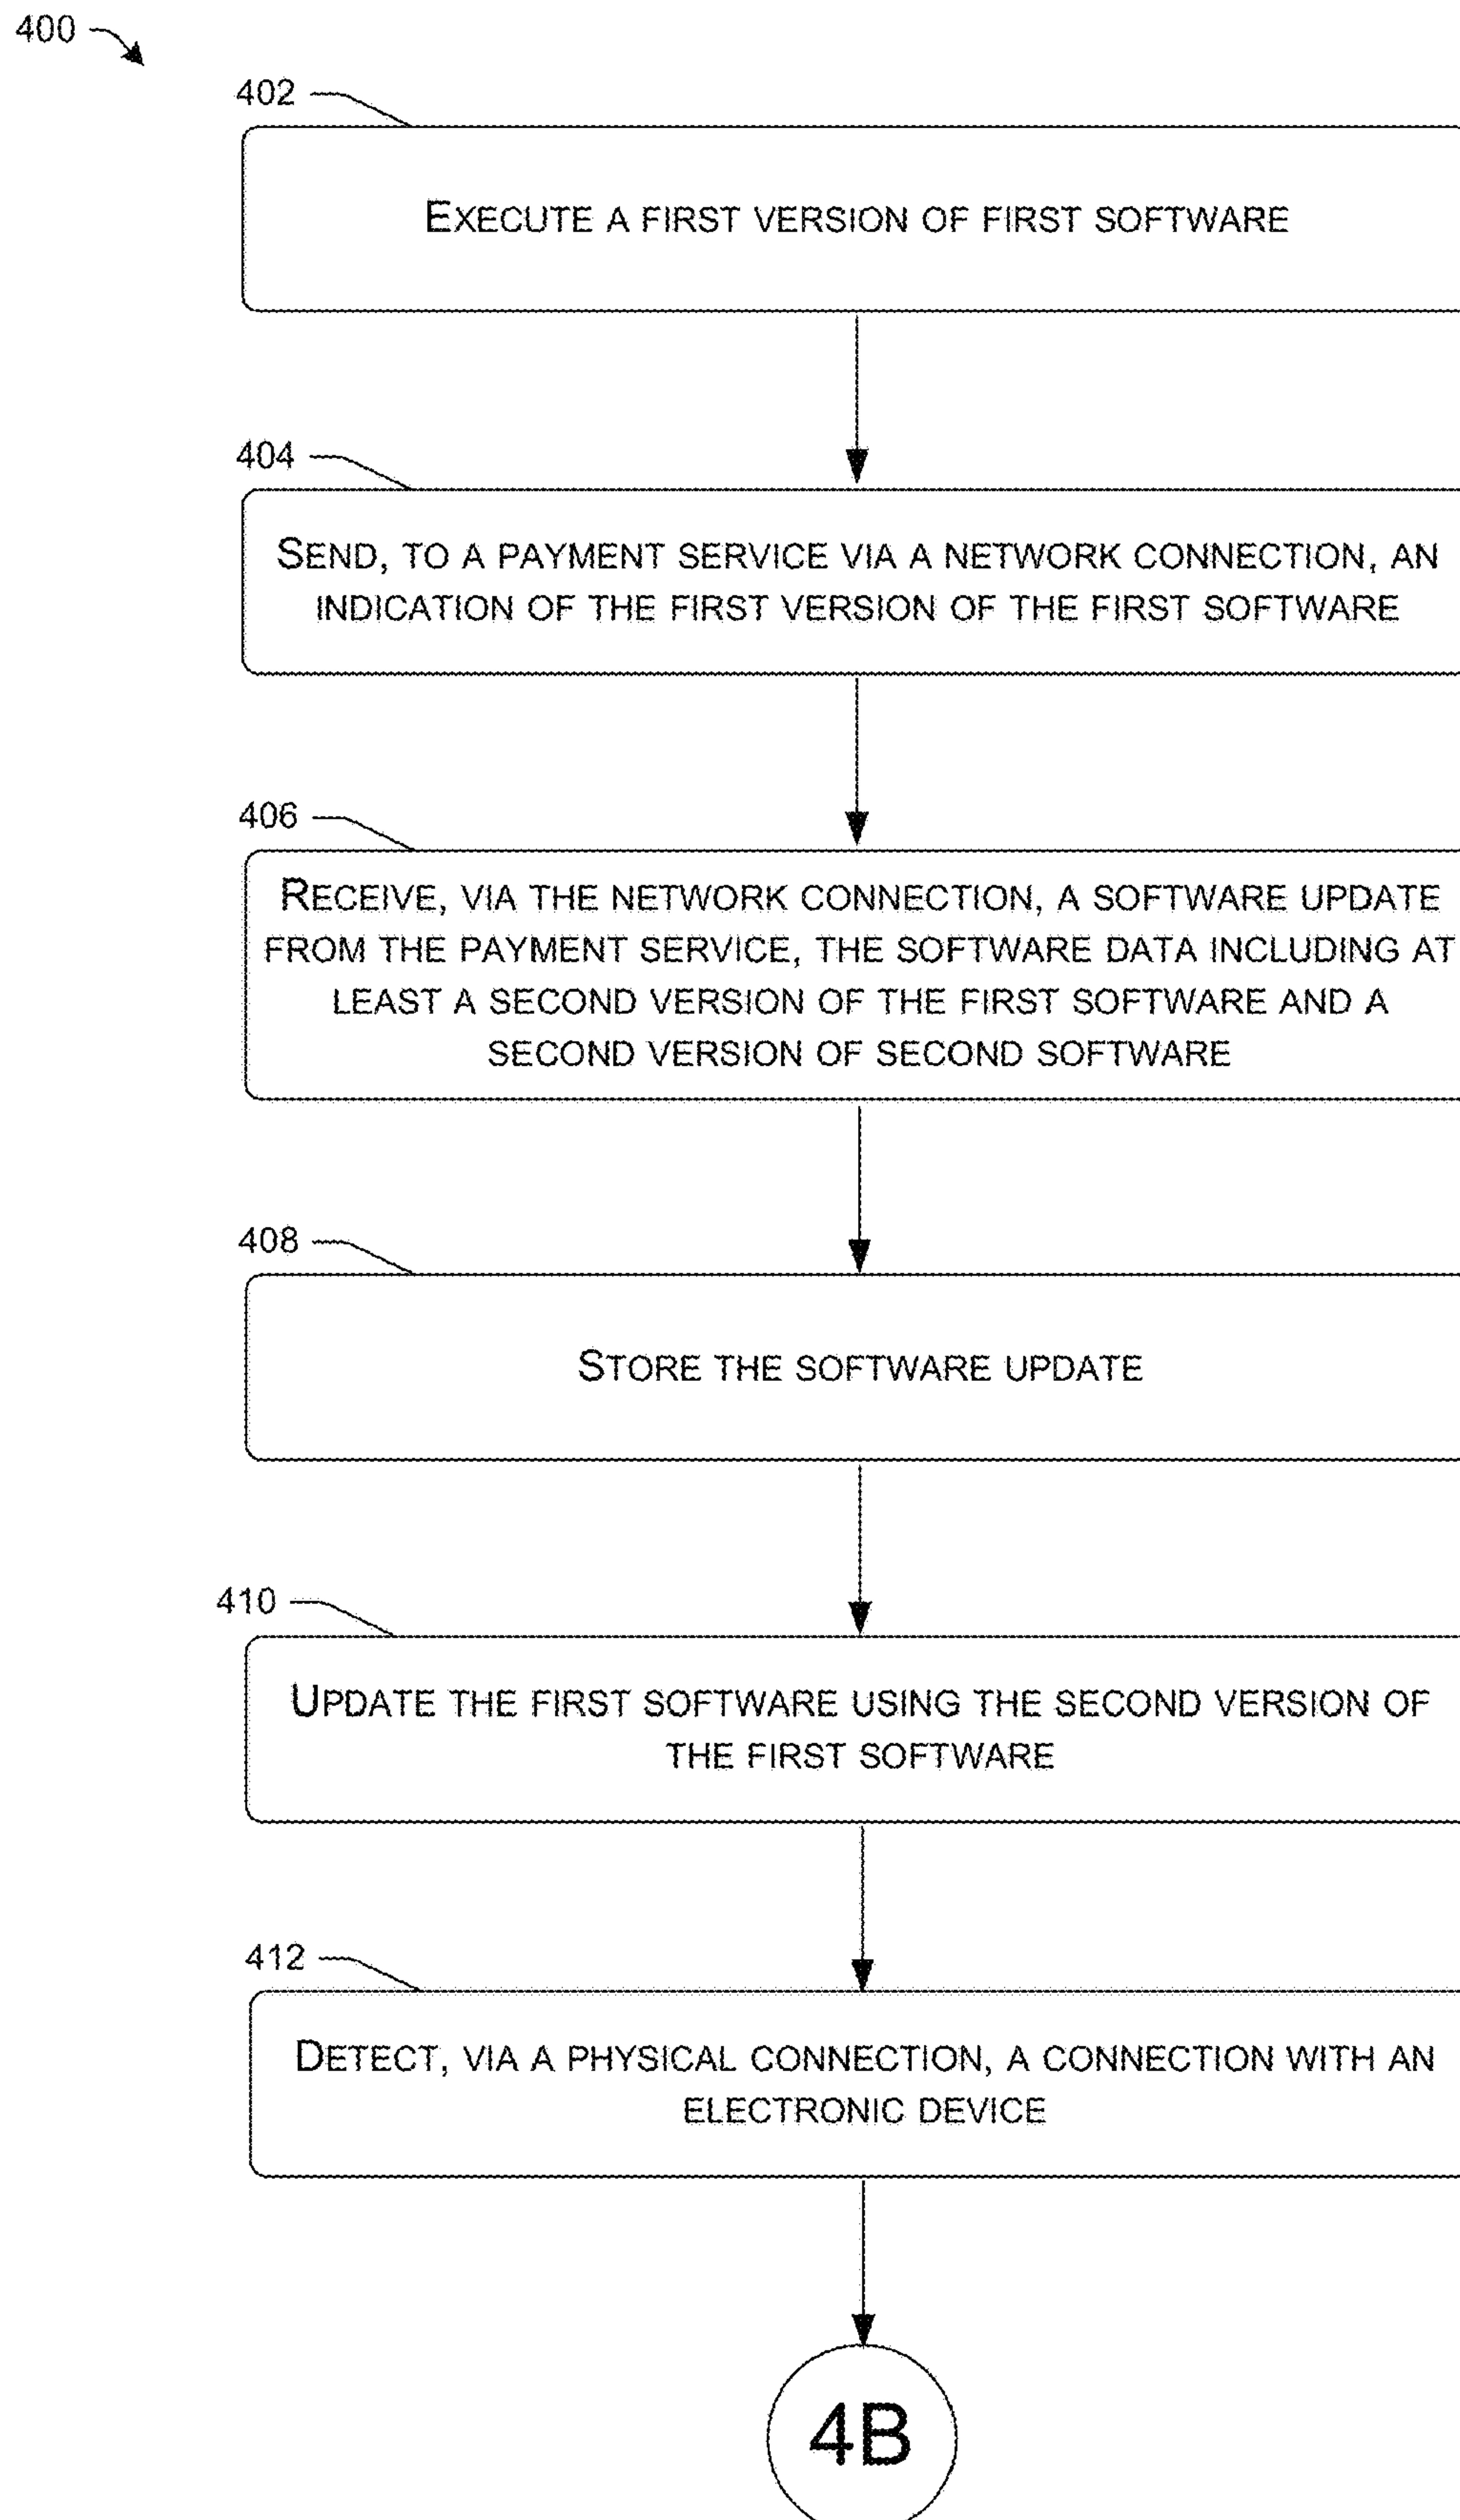 400
402
EXECUTE A FIRST VERSION OF FIRST SOFTWARE
404
SEND, TO A PAYMENT SERVICE VIA A NETWORK CONNECTION, AN
INDICATION OF THE FIRST VERSION OF THE FIRST SOFTWARE
406
RECEIVE, VIA THE NETWORK CONNECTION, A SOFTWARE UPDATE
FROM THE PAYMENT SERVICE, THE SOFTWARE DATA INCLUDING AT
LEAST A SECOND VERSION OF THE FIRST SOFTWARE AND A
SECOND VERSION OF SECOND SOFTWARE
408
STORE THE SOFTWARE UPDATE
410
UPDATE THE FIRST SOFTWARE USING THE SECOND VERSION OF
THE FIRST SOFTWARE
412
DETECT, VIA A PHYSICAL CONNECTION, A CONNECTION WITH AN
ELECTRONIC DEVICE
4B